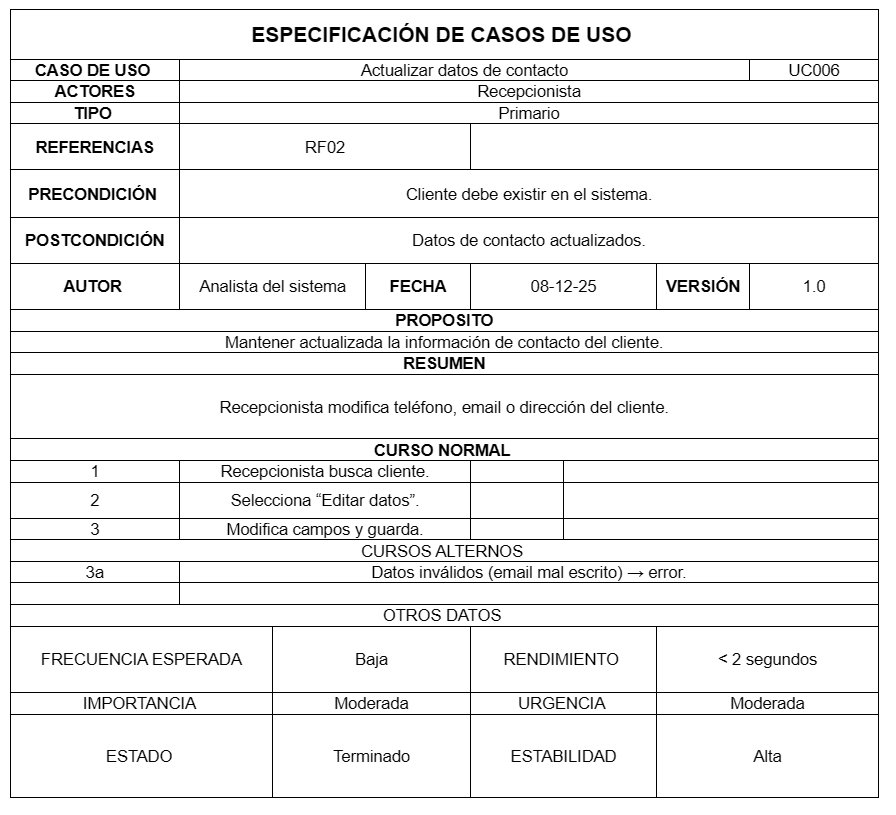 ESPECIFICACIÓN DE CASOS DE USO
CASO DE USO Actualizar datos de contacto UC006
ACTORES Recepcionista
TIPO Primario
REFERENCIAS RF02
PRECONDICIÓN Cliente debe existir en el sistema.
POSTCONDICIÓN Datos de contacto actualizados.
AUTOR Analista del sistema FECHA 08-12-25 VERSIÓN 1.0
PROPOSITO
Mantener actualizada la información de contacto del cliente.
RESUMEN
Recepcionista modifica teléfono, email o dirección del cliente.
CURSO NORMAL
1 Recepcionista busca cliente.
2 Selecciona “Editar datos”.
3 Modifica campos y guarda.
CURSOS ALTERNOS
3a Datos inválidos (email mal escrito) → error.
OTROS DATOS
FRECUENCIA ESPERADA Baja RENDIMIENTO < 2 segundos
IMPORTANCIA Moderada URGENCIA Moderada
ESTADO Terminado ESTABILIDAD Alta